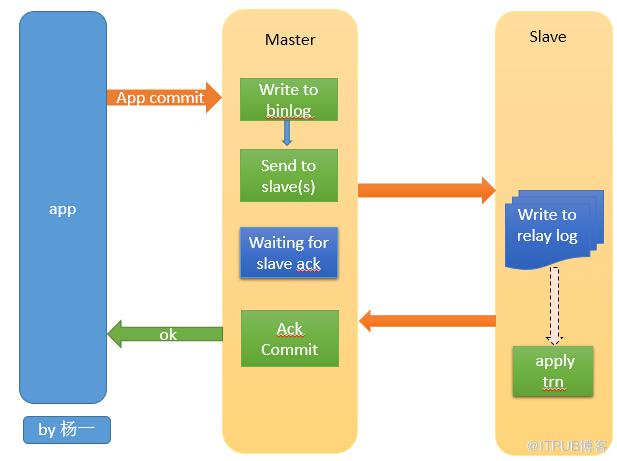 Master
Slave
App commit
Write to
binlog
Send to
slave(s)
app
Write to
relay log
Waiting for
slave ack
ok
Ack
Commit
apply
trn
by 杨一
@ITPUB博客